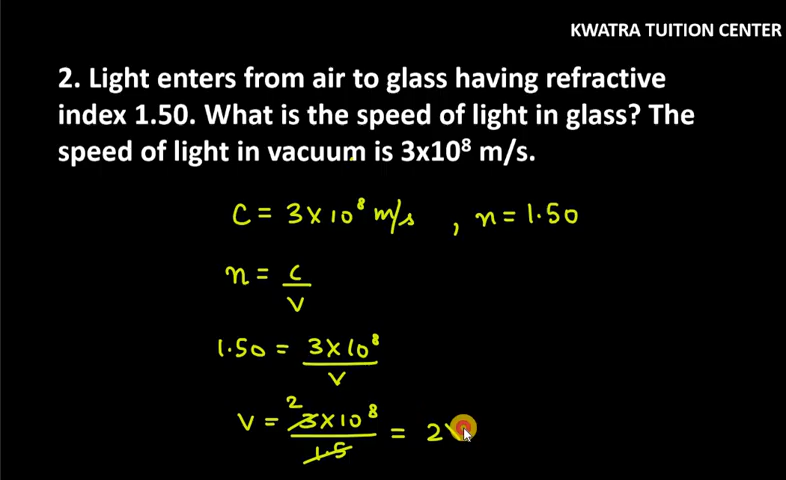 KWATRA TUITION CENTER
2. Light enters from air to glass having refractive
index 1.50. What is the speed of light in glass? The
speed of light in vacuum is 3x10⁸ m/s.
C = 3 × 10⁸ m/s , n = 1.50
n = c/v
1.50 = 3 × 10⁸/v
v = 2 3 × 10⁸/1.5 = 2